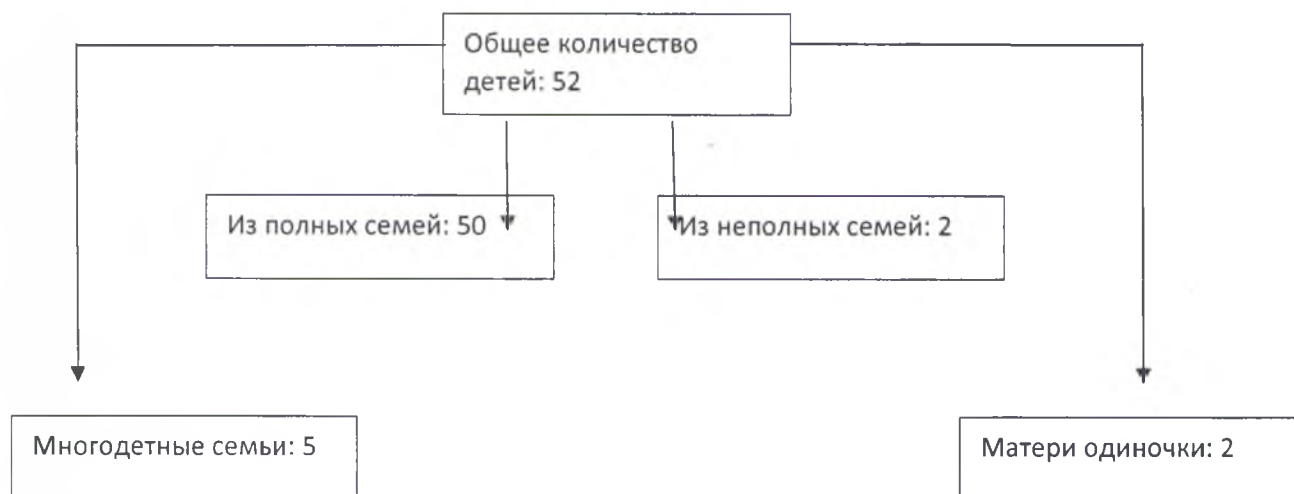 Общее количество
детей: 52
Из полных семей: 50
Из неполных семей: 2
Многодетные семьи: 5
Матери одиночки: 2